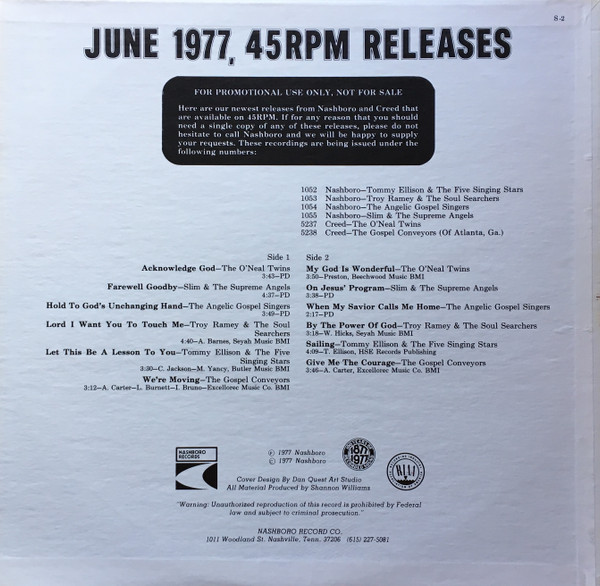 S-2
JUNE 1977, 45RPM RELEASES
FOR PROMOTIONAL USE ONLY, NOT FOR SALE
Here are our newest releases from Nashboro and Creed that
are available on 45RPM. If for any reason that you should
need a single copy of any of these releases, please do not
hesitate to call Nashboro and we will be happy to supply
your requests. These recordings are being issued under the
following numbers:
1052 Nashboro—Tommy Ellison & The Five Singing Stars
1053 Nashboro—Troy Ramey & The Soul Searchers
1054 Nashboro—The Angelic Gospel Singers
1055 Nashboro—Slim & The Supreme Angels
5237 Creed—The O'Neal Twins
5238 Creed—The Gospel Conveyors (Of Atlanta, Ga.)
Side 1
Acknowledge God—The O'Neal Twins
3:43—PD
Farewell Goodby—Slim & The Supreme Angels
4:37—PD
Hold To God's Unchanging Hand—The Angelic Gospel Singers
3:49—PD
Lord I Want You To Touch Me—Troy Ramey & The Soul
Searchers
4:40—A. Barnes, Seyah Music BMI
Let This Be A Lesson To You—Tommy Ellison & The Five
Singing Stars
3:30—C. Jackson—M. Yancy, Butler Music BMI
We're Moving—The Gospel Conveyors
3:12—A. Carter—L. Burnett—I. Bruno—Excellorec Music Co. BMI
Side 2
My God Is Wonderful—The O'Neal Twins
3:50—Preston, Beechwood Music BMI
On Jesus' Program—Slim & The Supreme Angels
3:38—PD
When My Savior Calls Me Home—The Angelic Gospel Singers
2:17—PD
By The Power Of God—Troy Ramey & The Soul Searchers
3:18—W. Hicks, Seyah Music BMI
Sailing—Tommy Ellison & The Five Singing Stars
4:09—T. Ellison, HSE Records Publishing
Give Me The Courage—The Gospel Conveyors
3:46—A. Carter, Excellorec Music Co. BMI
NASHBORO
RECORDS
℗ 1977 Nashboro
© 1977 Nashboro
1877
1977
RIAA
Cover Design By Dan Quest Art Studio
All Material Produced by Shannon Williams
"Warning: Unauthorized reproduction of this record is prohibited by Federal
law and subject to criminal prosecution."
NASHBORO RECORD CO.
1011 Woodland St. Nashville, Tenn. 37206 (615) 227-5081